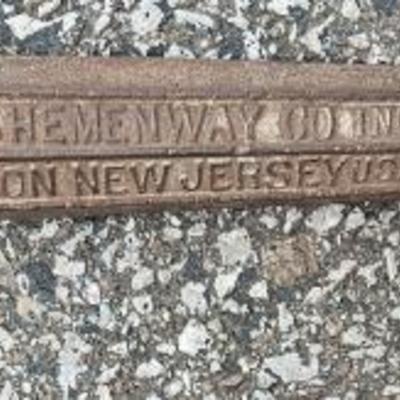 HEMENWAY CO INC
ON NEW JERSEY U S